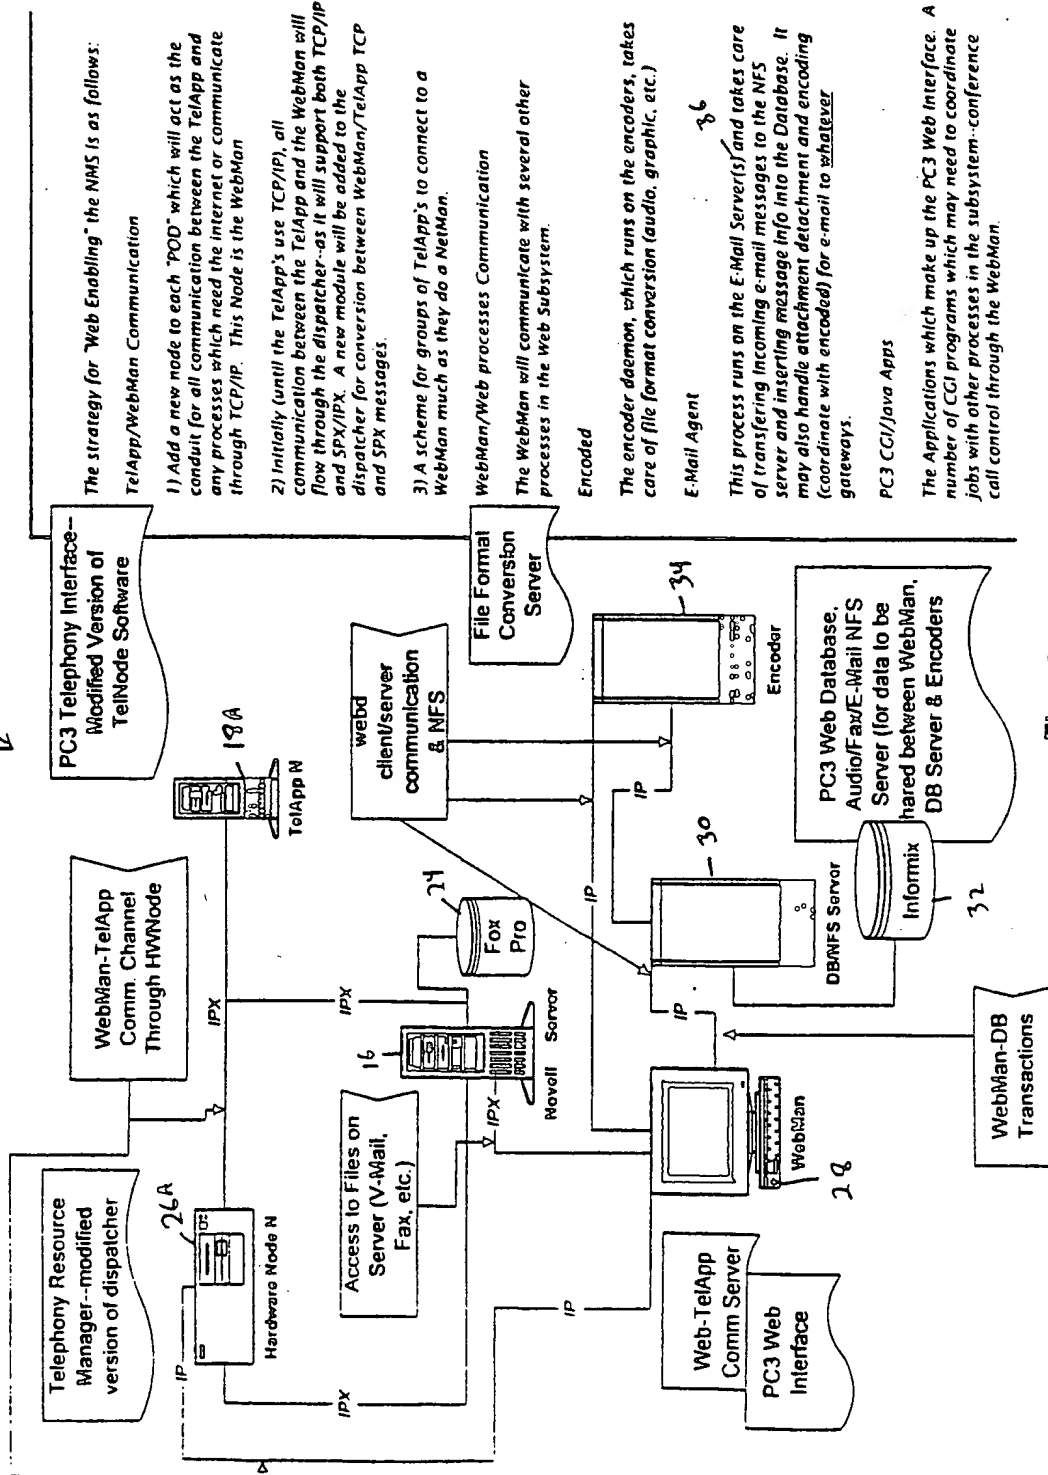 PC3 Telephony Interface--
Modified Version of
TelNode Software
The strategy for "Web Enabling" the NMS is as follows:
TelApp/WebMan Communication
1) Add a new node to each "POD" which will act as the
conduit for all communication between the TelApp and
any processes which need the internet or communicate
through TCP/IP. This Node is the WebMan
2) Initially (until the TelApp's use TCP/IP), all
communication between the TelApp and the WebMan will
flow through the dispatcher--as it will support both TCP/IP
and SPX/IPX. A new module will be added to the
dispatcher for conversion between WebMan/TelApp TCP
and SPX messages.
3) A scheme for groups of TelApp's to connect to a
WebMan much as they do a NetMan.
WebMan/Web processes Communication
The WebMan will communicate with several other
processes in the Web Subsystem.
Encoded
The encoder daemon, which runs on the encoders, takes
care of file format conversion (audio, graphic, etc.)
E-Mail Agent
36
This process runs on the E-Mail Server(s) and takes care
of transfering incoming e-mail messages to the NFS
server and inserting message info into the Database. It
may also handle attachment detachment and encoding
(coordinate with encoded) for e-mail to whatever
gateways.
PC3 CGI/Java Apps
The Applications which make up the PC3 Web Interface. A
number of CGI programs which may need to coordinate
jobs with other processes in the subsystem--conference
call control through the WebMan.
Telephony Resource
Manager--modified
version of dispatcher
WebMan-TelApp
Comm. Channel
Through HWNode
18A
TelApp N
26A
Hardware Node N
IP
IPX
IPX
IPX
IPX
Access to Files on
Server (V-Mail,
Fax, etc.)
16
Novell Server
24
Fox
Pro
webd
client/server
communication
& NFS
File Format
Conversion
Server
34
Encoder
IP
IP
IP
IP
30
DB/NFS Server
Informix
32
PC3 Web Database,
Audio/Fax/E-Mail NFS
Server (for data to be
hared between WebMan,
DB Server & Encoders
Web-TelApp
Comm Server
PC3 Web
Interface
WebMan
28
WebMan-DB
Transactions